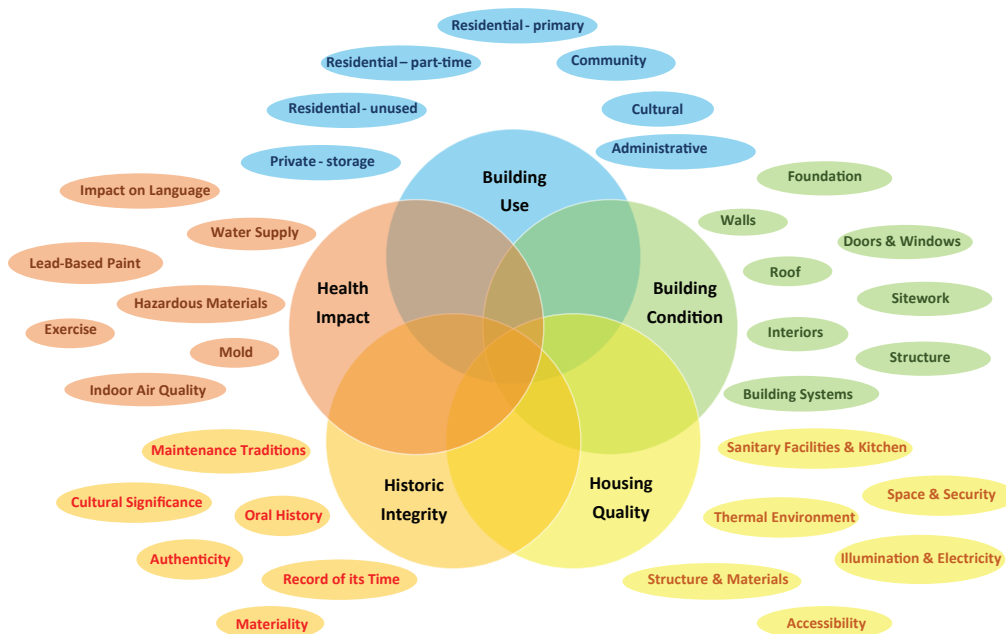 Residential - primary
Residential – part-time
Community
Residential - unused
Cultural
Private - storage
Administrative
Building
Use
Foundation
Impact on Language
Walls
Water Supply
Doors & Windows
Lead-Based Paint
Roof
Health
Impact
Building
Condition
Hazardous Materials
Sitework
Exercise
Interiors
Mold
Structure
Indoor Air Quality
Building Systems
Maintenance Traditions
Sanitary Facilities & Kitchen
Historic
Integrity
Housing
Quality
Cultural Significance
Space & Security
Oral History
Thermal Environment
Authenticity
Illumination & Electricity
Record of its Time
Structure & Materials
Materiality
Accessibility